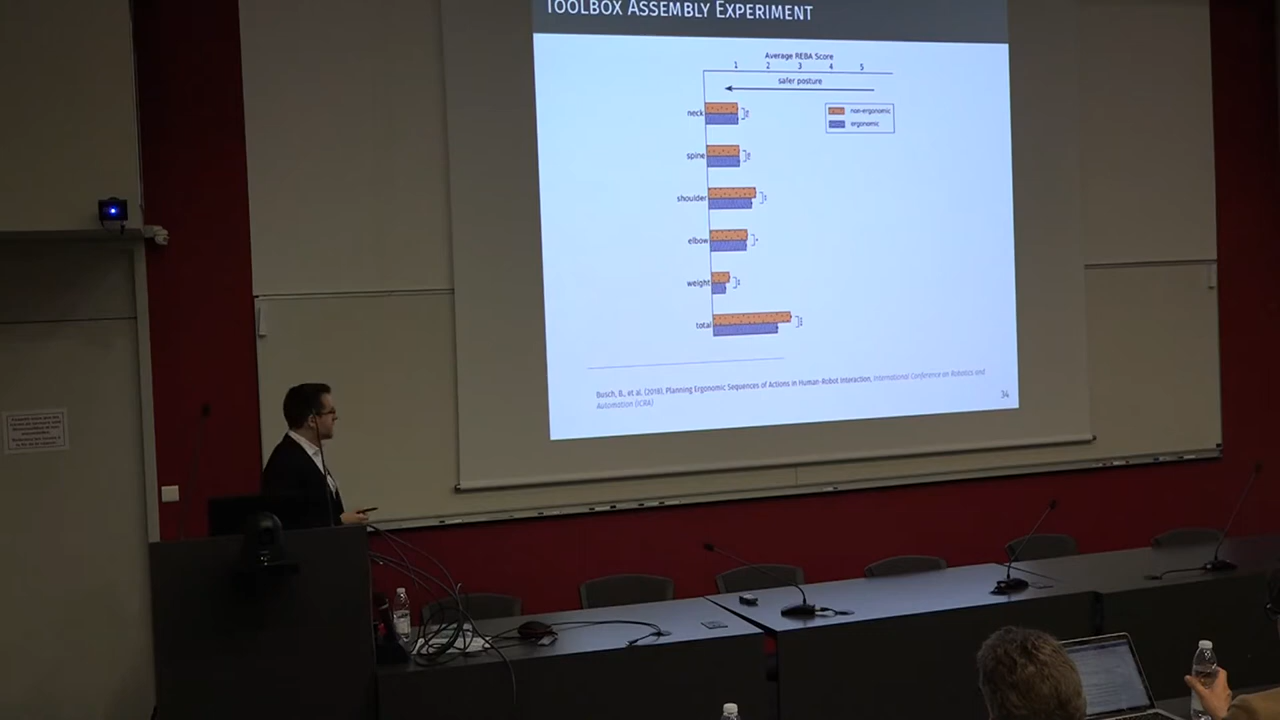 TOOLBOX ASSEMBLY EXPERIMENT
Average REBA Score
1 2 3 4 5
safer posture
non-ergonomic
ergonomic
neck
spine
shoulder
elbow
weight
total
Busch, B., et al. (2018), Planning Ergonomic Sequences of Actions in Human-Robot Interaction, International Conference on Robotics and
Automation (ICRA)
34